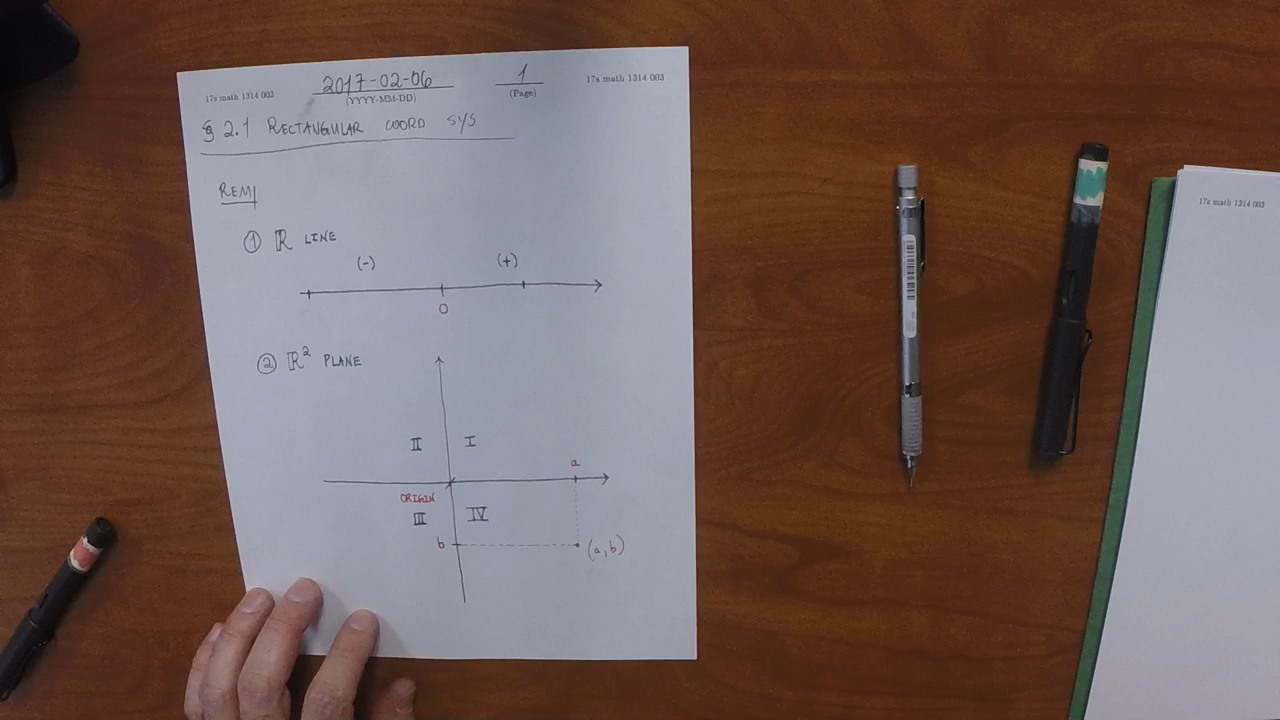 17s math 1314 003 2017-02-06 1 17s math 1314 003
(YYYY-MM-DD) (Page)
§ 2.1 RECTANGULAR COORD SYS
REM
① ℝ LINE
(-) (+)
0
② ℝ² PLANE
II I
a
ORIGIN
III IV
b (a,b)
17s math 1314 003